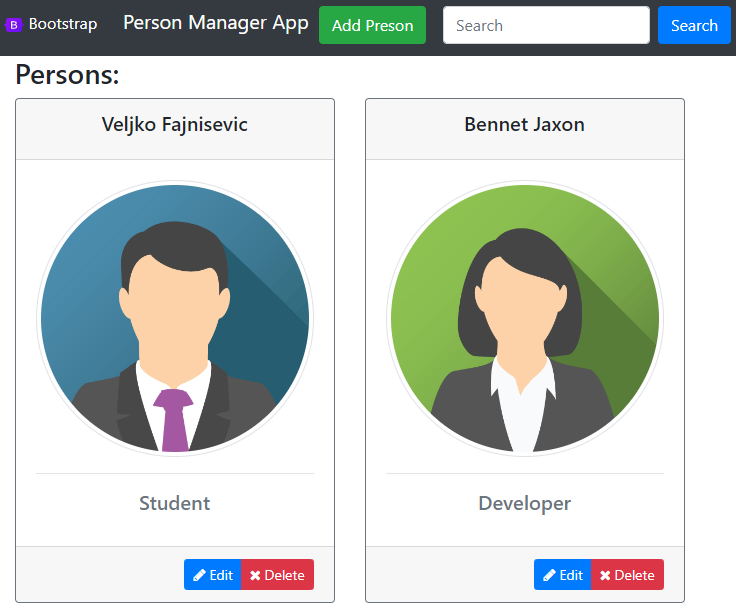 B Bootstrap Person Manager App Add Preson Search Search
Persons:
Veljko Fajnisevic Bennet Jaxon
Student Developer
Edit Delete Edit Delete